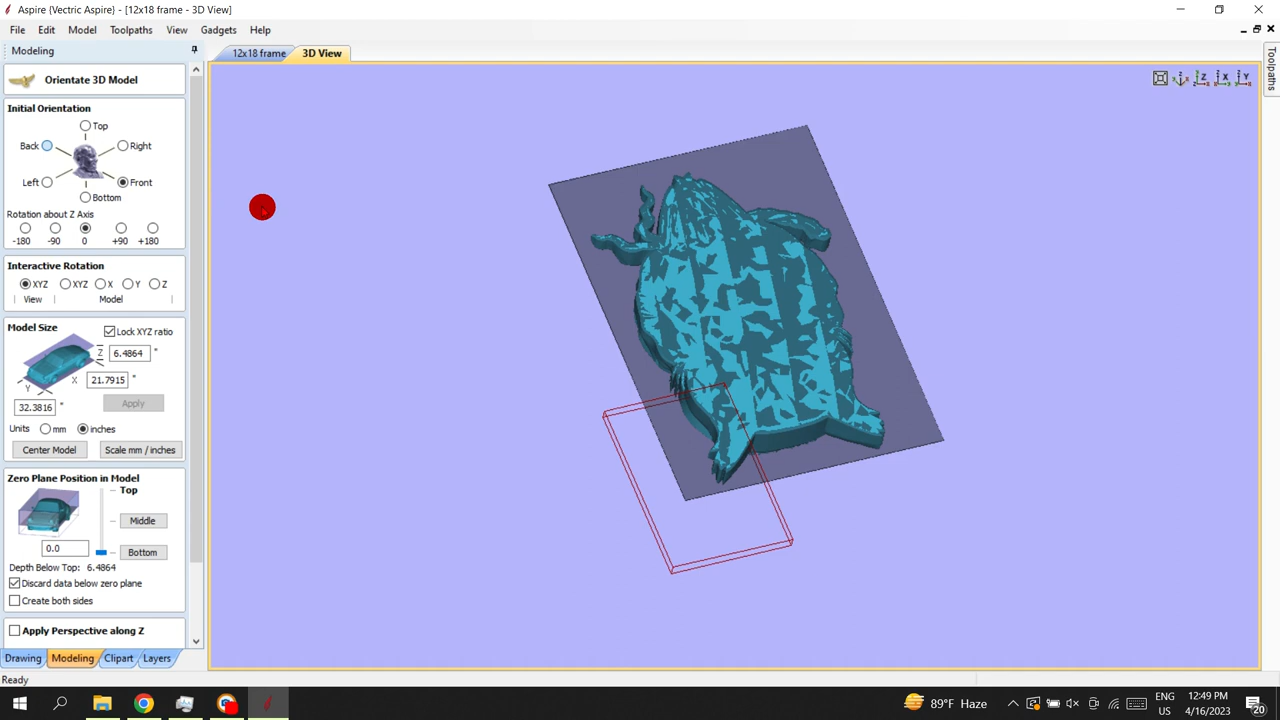 Aspire {Vectric Aspire} - [12x18 frame] - [3D View]
File Edit Model Toolpaths View Gadgets Help
Modeling
12x18 frame 3D View
Toolpaths
Orientate 3D Model
Initial Orientation
Top
Back Right
Left Front
Bottom
Rotation about Z Axis
-180 -90 0 +90 +180
Interactive Rotation
XYZ XYZ X Y Z
View Model
Model Size
Lock XYZ ratio
Z 6.4864 "
Y X 21.7915 "
32.3816 " Apply
Units mm inches
Center Model Scale mm / inches
Zero Plane Position in Model
Top
Middle
0.0 Bottom
Depth Below Top: 6.4864
Discard data below zero plane
Create both sides
Apply Perspective along Z
Drawing Modeling Clipart Layers
Ready
89°F Haze
ENG
US
12:49 PM
4/16/2023
20